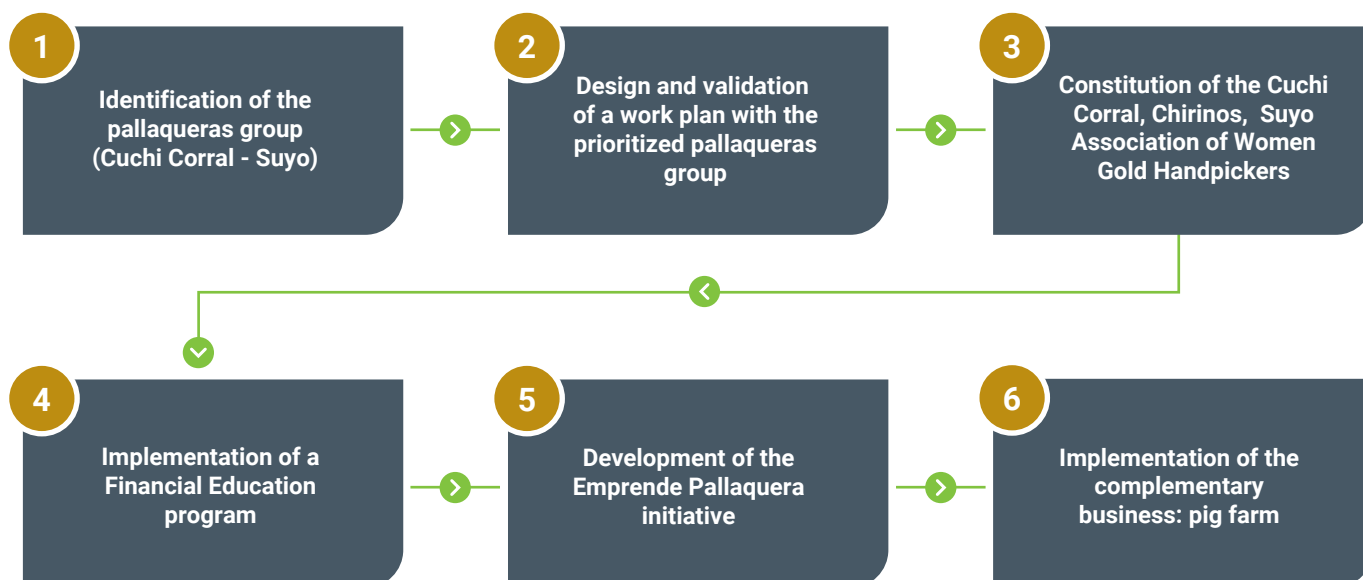 1
Identification of the
pallaqueras group
(Cuchi Corral - Suyo)
2
Design and validation
of a work plan with the
prioritized pallaqueras
group
3
Constitution of the Cuchi
Corral, Chirinos, Suyo
Association of Women
Gold Handpickers
4
Implementation of a
Financial Education
program
5
Development of the
Emprende Pallaquera
initiative
6
Implementation of the
complementary
business: pig farm